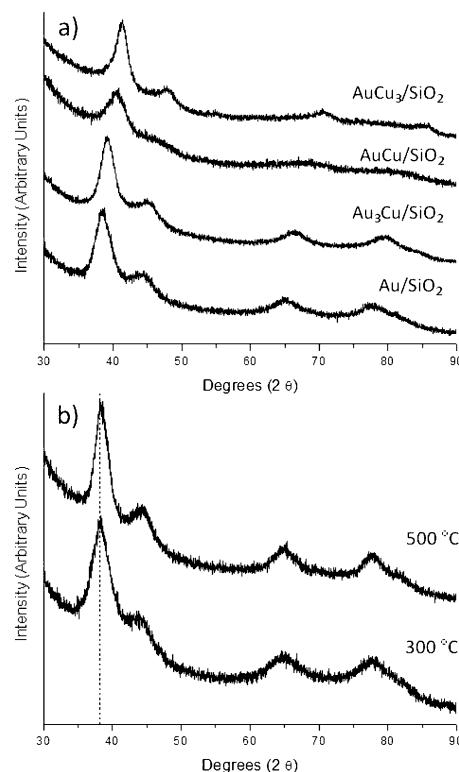 a)
Intensity (Arbitrary Units)
AuCu₃/SiO₂
AuCu/SiO₂
Au₃Cu/SiO₂
Au/SiO₂
30 40 50 60 70 80 90
Degrees (2 θ)
b)
Intensity (Arbitrary Units)
500 °C
300 °C
30 40 50 60 70 80 90
Degrees (2 θ)